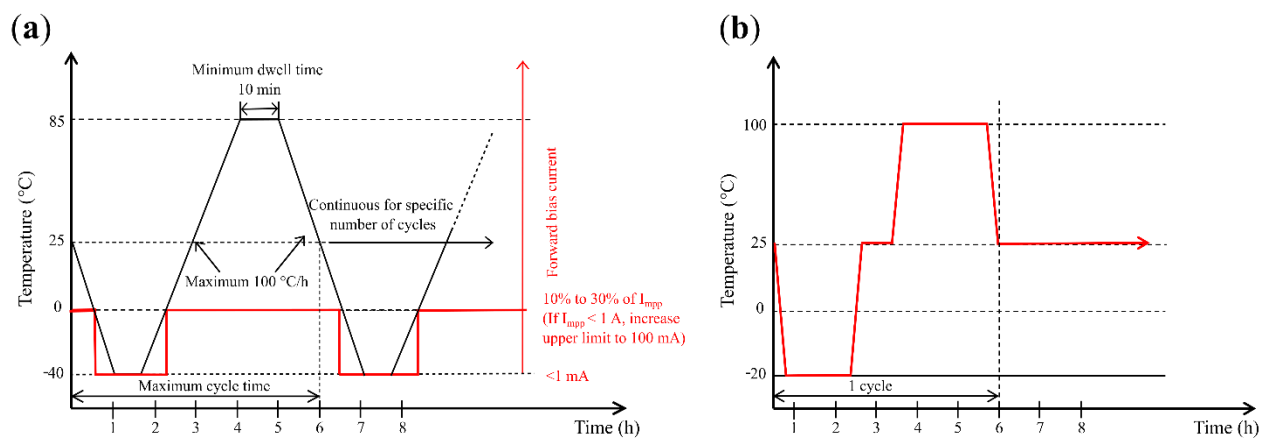 (a)
Minimum dwell time
10 min
85
Continuous for specific
number of cycles
25
Maximum 100 °C/h
0
-40
Maximum cycle time
Temperature (°C)
1 2 3 4 5 6 7 8
Time (h)
Forward bias current
10% to 30% of Impp
(If Impp < 1 A, increase
upper limit to 100 mA)
<1 mA
(b)
100
25
0
-20
1 cycle
Temperature (°C)
1 2 3 4 5 6 7 8
Time (h)